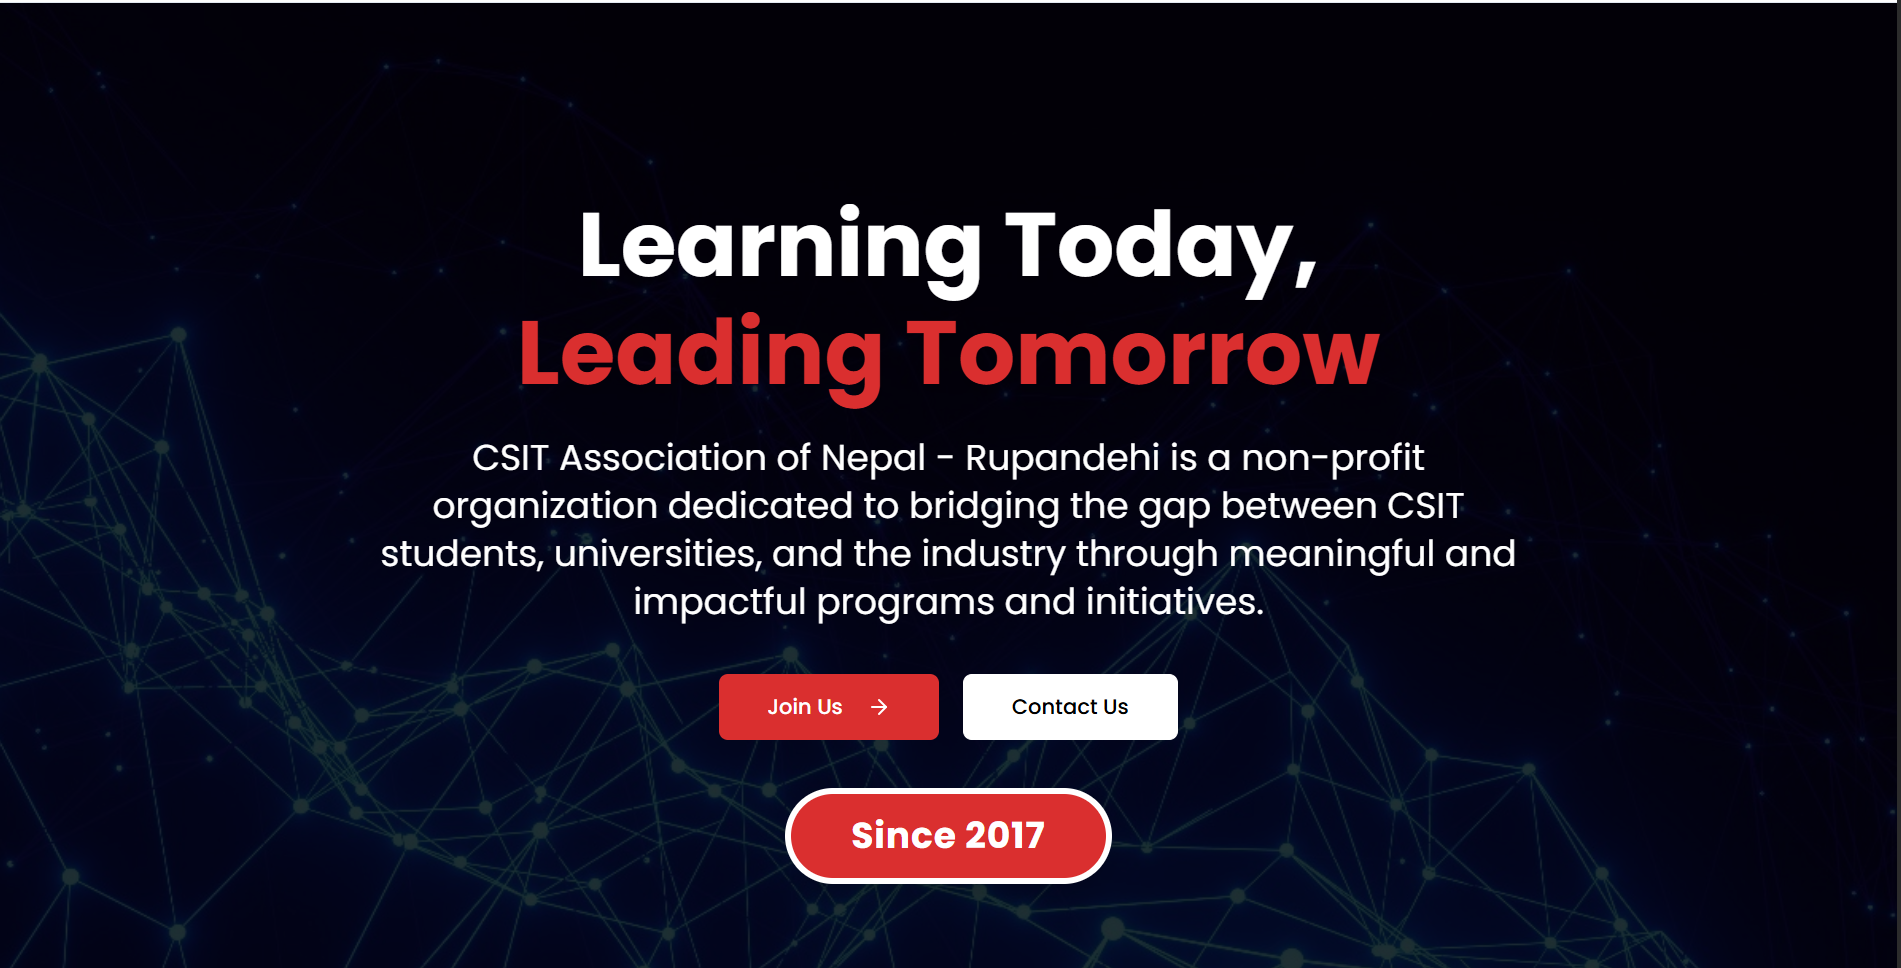 Learning Today,
Leading Tomorrow
CSIT Association of Nepal - Rupandehi is a non-profit
organization dedicated to bridging the gap between CSIT
students, universities, and the industry through meaningful and
impactful programs and initiatives.
Join Us →
Contact Us
Since 2017